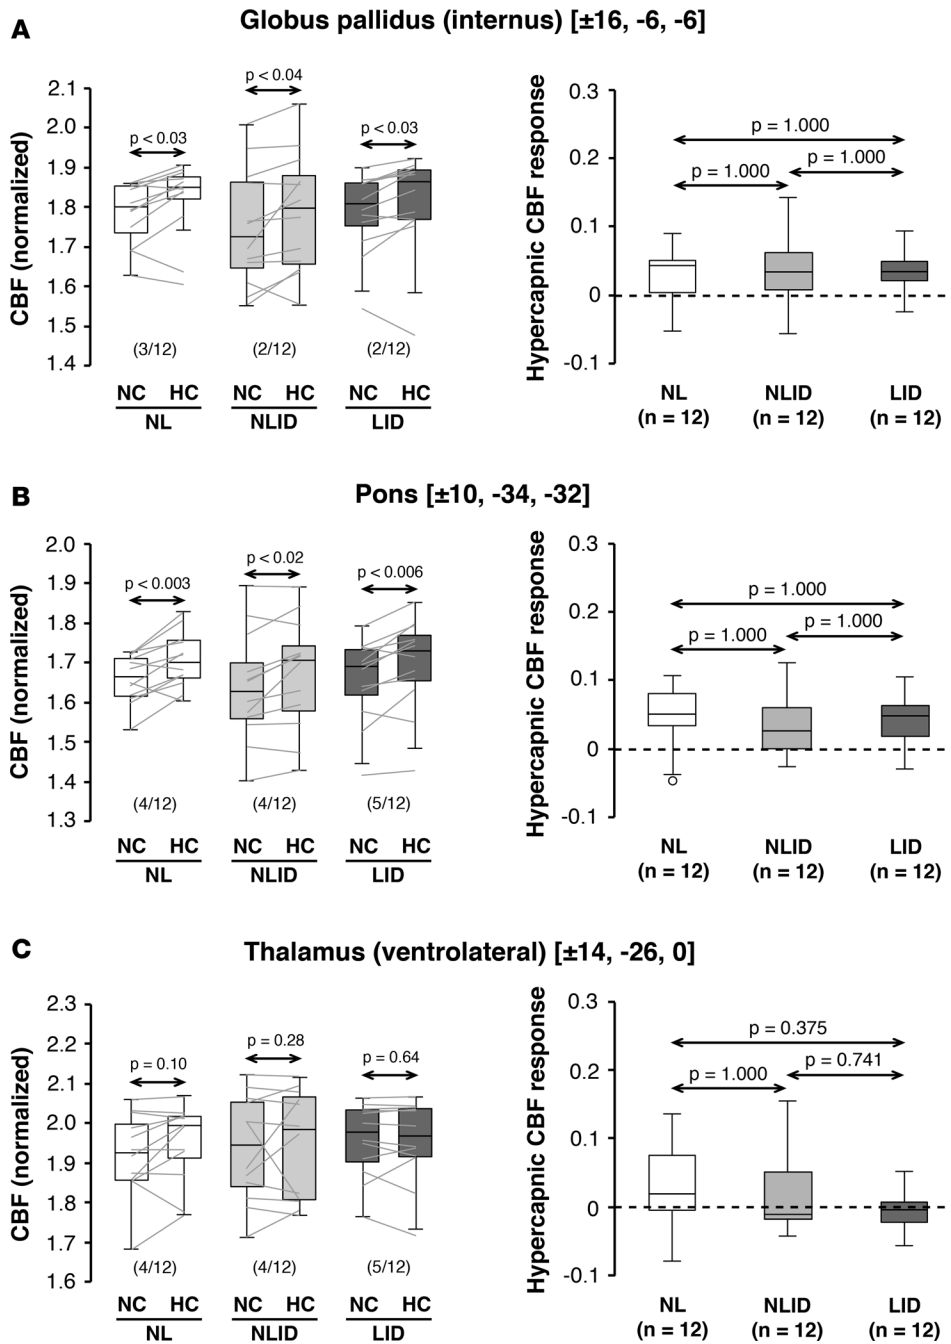 A
Globus pallidus (internus) [±16, -6, -6]
CBF (normalized)
2.1
2.0
1.9
1.8
1.7
1.6
1.5
1.4
p < 0.03
p < 0.04
p < 0.03
(3/12)
(2/12)
(2/12)
NC HC
NC HC
NC HC
NL
NLID
LID
Hypercapnic CBF response
0.3
0.2
0.1
0
-0.1
p = 1.000
p = 1.000
p = 1.000
NL
(n = 12)
NLID
(n = 12)
LID
(n = 12)
B
Pons [±10, -34, -32]
CBF (normalized)
2.0
1.9
1.8
1.7
1.6
1.5
1.4
1.3
p < 0.003
p < 0.02
p < 0.006
(4/12)
(4/12)
(5/12)
NC HC
NC HC
NC HC
NL
NLID
LID
Hypercapnic CBF response
0.3
0.2
0.1
0
-0.1
p = 1.000
p = 1.000
p = 1.000
NL
(n = 12)
NLID
(n = 12)
LID
(n = 12)
C
Thalamus (ventrolateral) [±14, -26, 0]
CBF (normalized)
2.3
2.2
2.1
2.0
1.9
1.8
1.7
1.6
p = 0.10
p = 0.28
p = 0.64
(4/12)
(4/12)
(5/12)
NC HC
NC HC
NC HC
NL
NLID
LID
Hypercapnic CBF response
0.3
0.2
0.1
0
-0.1
p = 0.375
p = 0.741
p = 1.000
NL
(n = 12)
NLID
(n = 12)
LID
(n = 12)